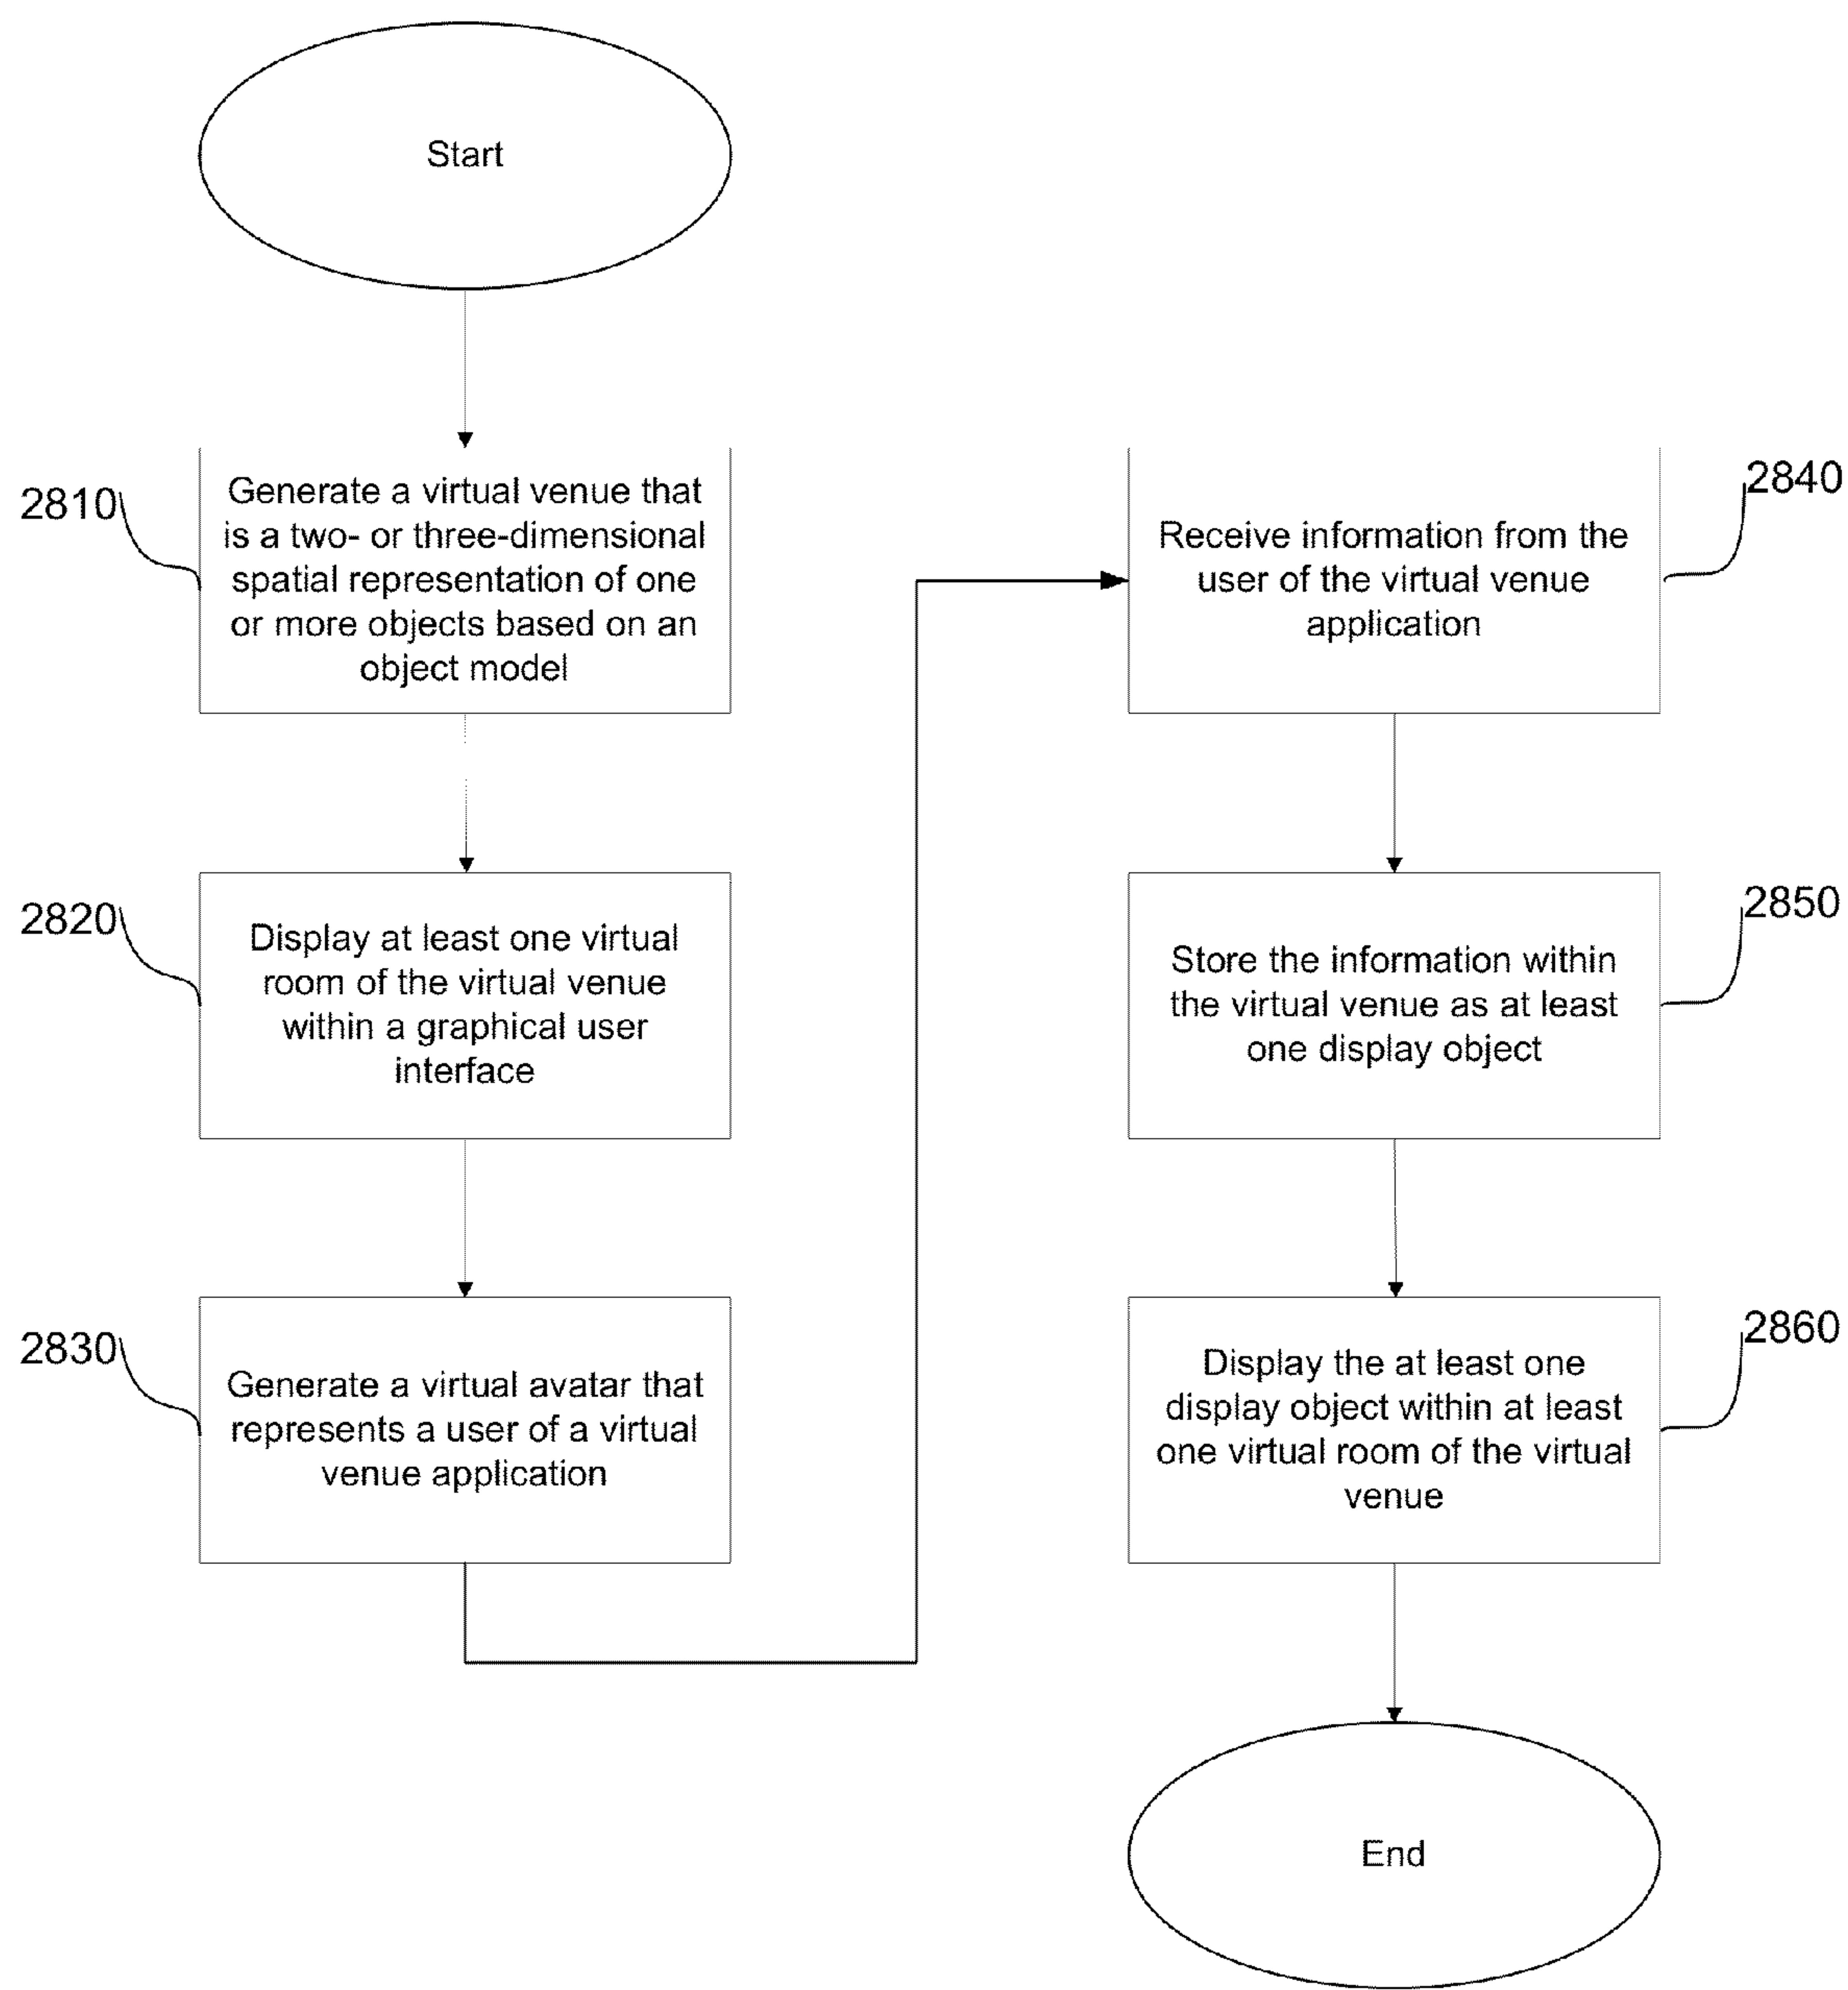 Start
2810
Generate a virtual venue that
is a two- or three-dimensional
spatial representation of one
or more objects based on an
object model
2820
Display at least one virtual
room of the virtual venue
within a graphical user
interface
2830
Generate a virtual avatar that
represents a user of a virtual
venue application
2840
Receive information from the
user of the virtual venue
application
2850
Store the information within
the virtual venue as at least
one display object
2860
Display the at least one
display object within at least
one virtual room of the virtual
venue
End